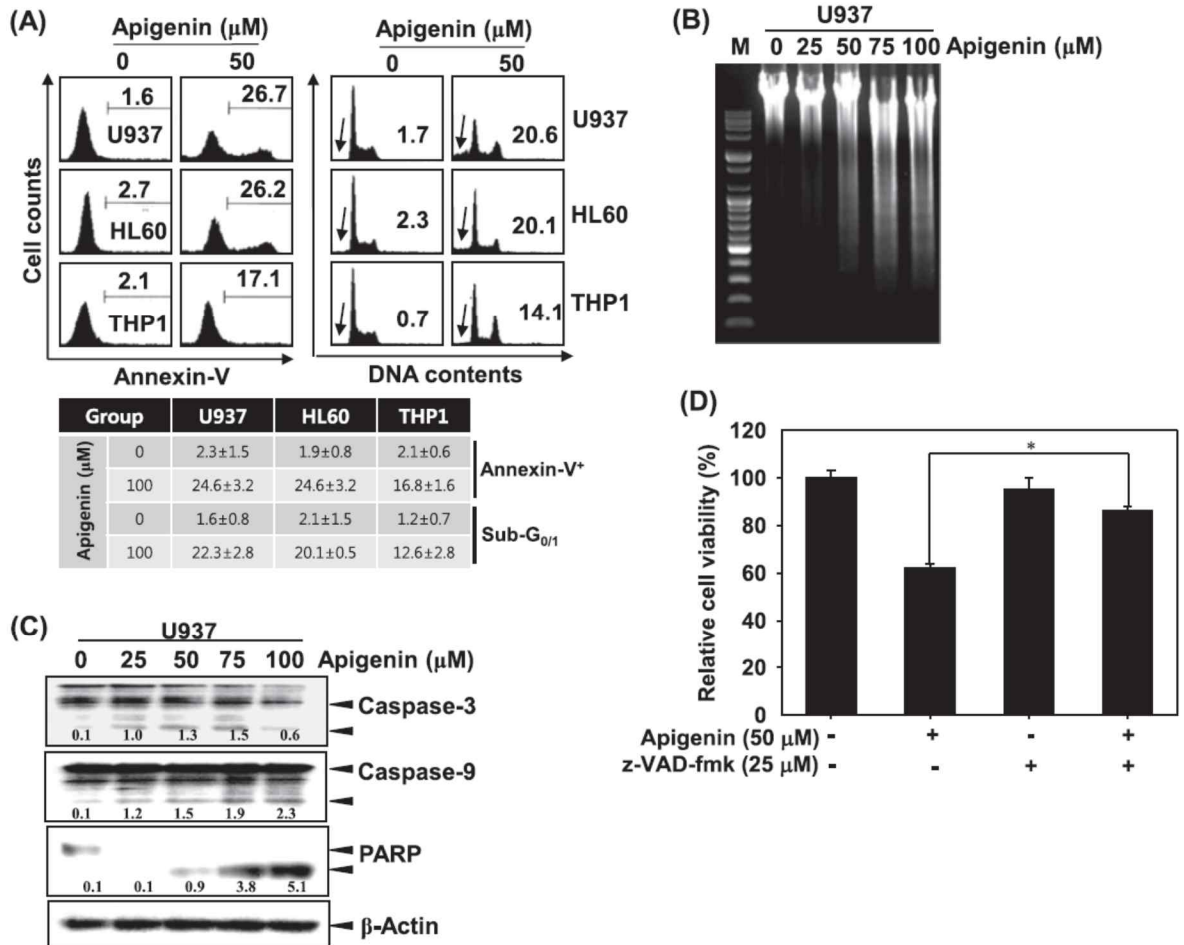 (A)
Apigenin (µM) Apigenin (µM)
0 50 0 50
1.6 26.7 1.7 20.6 U937
U937
2.7 26.2 2.3 20.1 HL60
HL60
2.1 17.1 0.7 14.1 THP1
THP1
Cell counts
Annexin-V DNA contents
Group U937 HL60 THP1
Apigenin (µM)
0 2.3±1.5 1.9±0.8 2.1±0.6
100 24.6±3.2 24.6±3.2 16.8±1.6
Annexin-V+
0 1.6±0.8 2.1±1.5 1.2±0.7
100 22.3±2.8 20.1±0.5 12.6±2.8
Sub-G0/1
(B)
U937
M 0 25 50 75 100 Apigenin (µM)
(C)
U937
0 25 50 75 100 Apigenin (µM)
Caspase-3
0.1 1.0 1.3 1.5 0.6
Caspase-9
0.1 1.2 1.5 1.9 2.3
PARP
0.1 0.1 0.9 3.8 5.1
β-Actin
(D)
Relative cell viability (%)
120
100
80
60
40
20
0
*
Apigenin (50 µM) - + - +
z-VAD-fmk (25 µM) - - + +